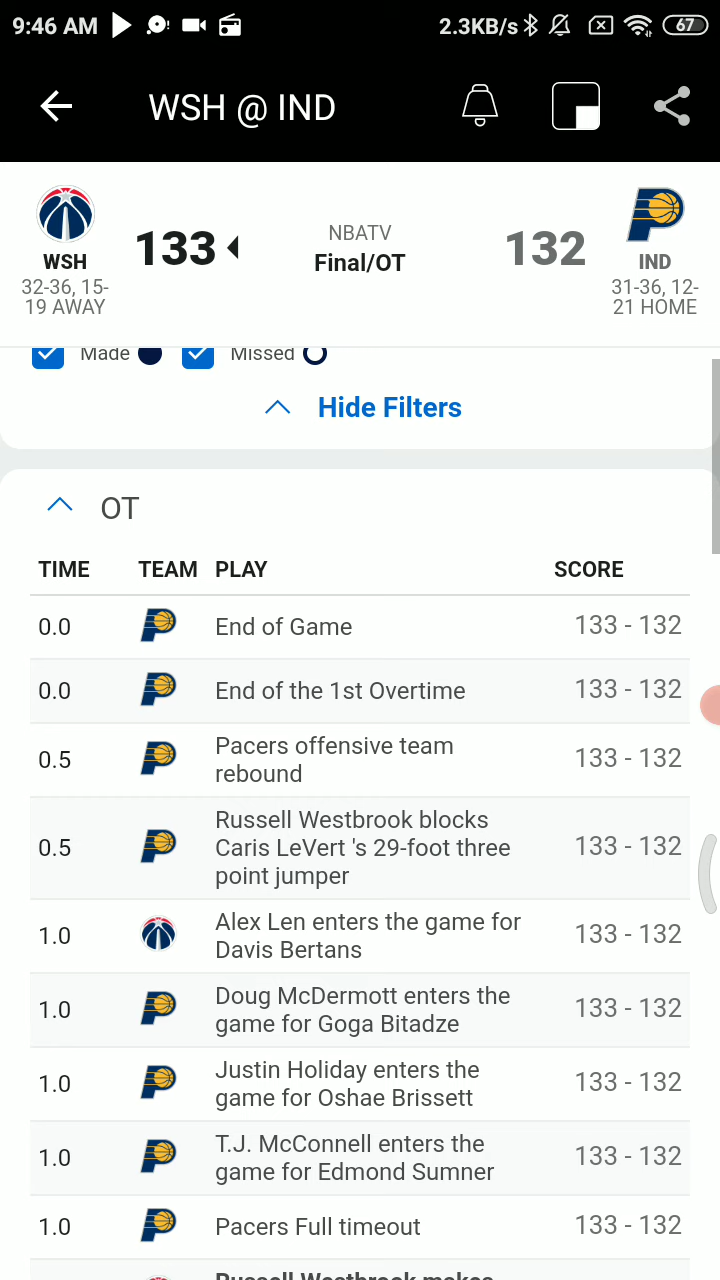 9:46 AM
2.3KB/s
67
WSH @ IND
WSH
32-36, 15-
19 AWAY
133
NBATV
Final/OT
132
IND
31-36, 12-
21 HOME
Made
Missed
Hide Filters
OT
TIME TEAM PLAY SCORE
0.0 End of Game 133 - 132
0.0 End of the 1st Overtime 133 - 132
0.5 Pacers offensive team
rebound 133 - 132
0.5 Russell Westbrook blocks
Caris LeVert 's 29-foot three
point jumper 133 - 132
1.0 Alex Len enters the game for
Davis Bertans 133 - 132
1.0 Doug McDermott enters the
game for Goga Bitadze 133 - 132
1.0 Justin Holiday enters the
game for Oshae Brissett 133 - 132
1.0 T.J. McConnell enters the
game for Edmond Sumner 133 - 132
1.0 Pacers Full timeout 133 - 132
Russell Westbrook makes